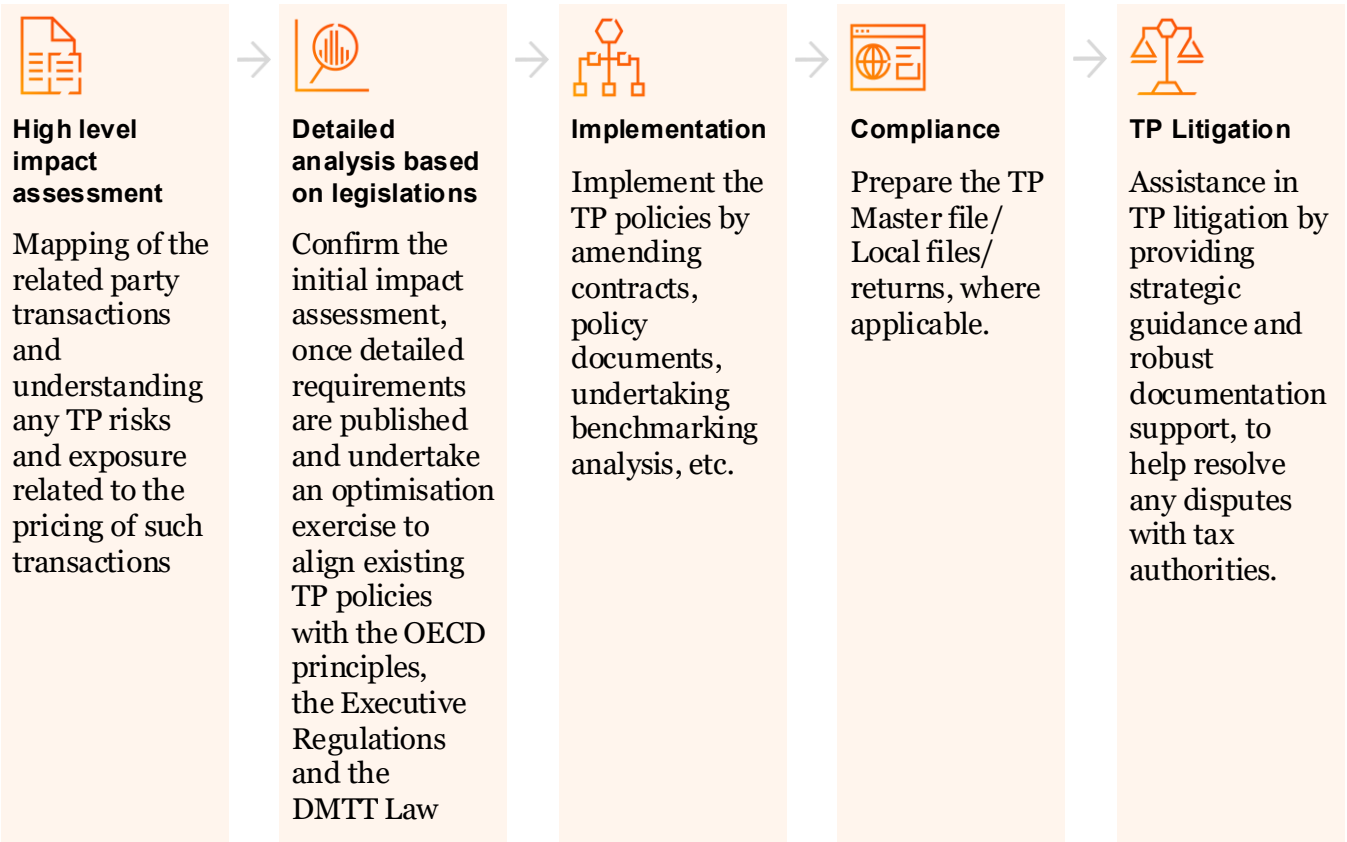 High level
impact
assessment
Mapping of the
related party
transactions
and
understanding
any TP risks
and exposure
related to the
pricing of such
transactions
Detailed
analysis based
on legislations
Confirm the
initial impact
assessment,
once detailed
requirements
are published
and undertake
an optimisation
exercise to
align existing
TP policies
with the OECD
principles,
the Executive
Regulations
and the
DMTT Law
Implementation
Implement the
TP policies by
amending
contracts,
policy
documents,
undertaking
benchmarking
analysis, etc.
Compliance
Prepare the TP
Master file/
Local files/
returns, where
applicable.
TP Litigation
Assistance in
TP litigation by
providing
strategic
guidance and
robust
documentation
support, to
help resolve
any disputes
with tax
authorities.